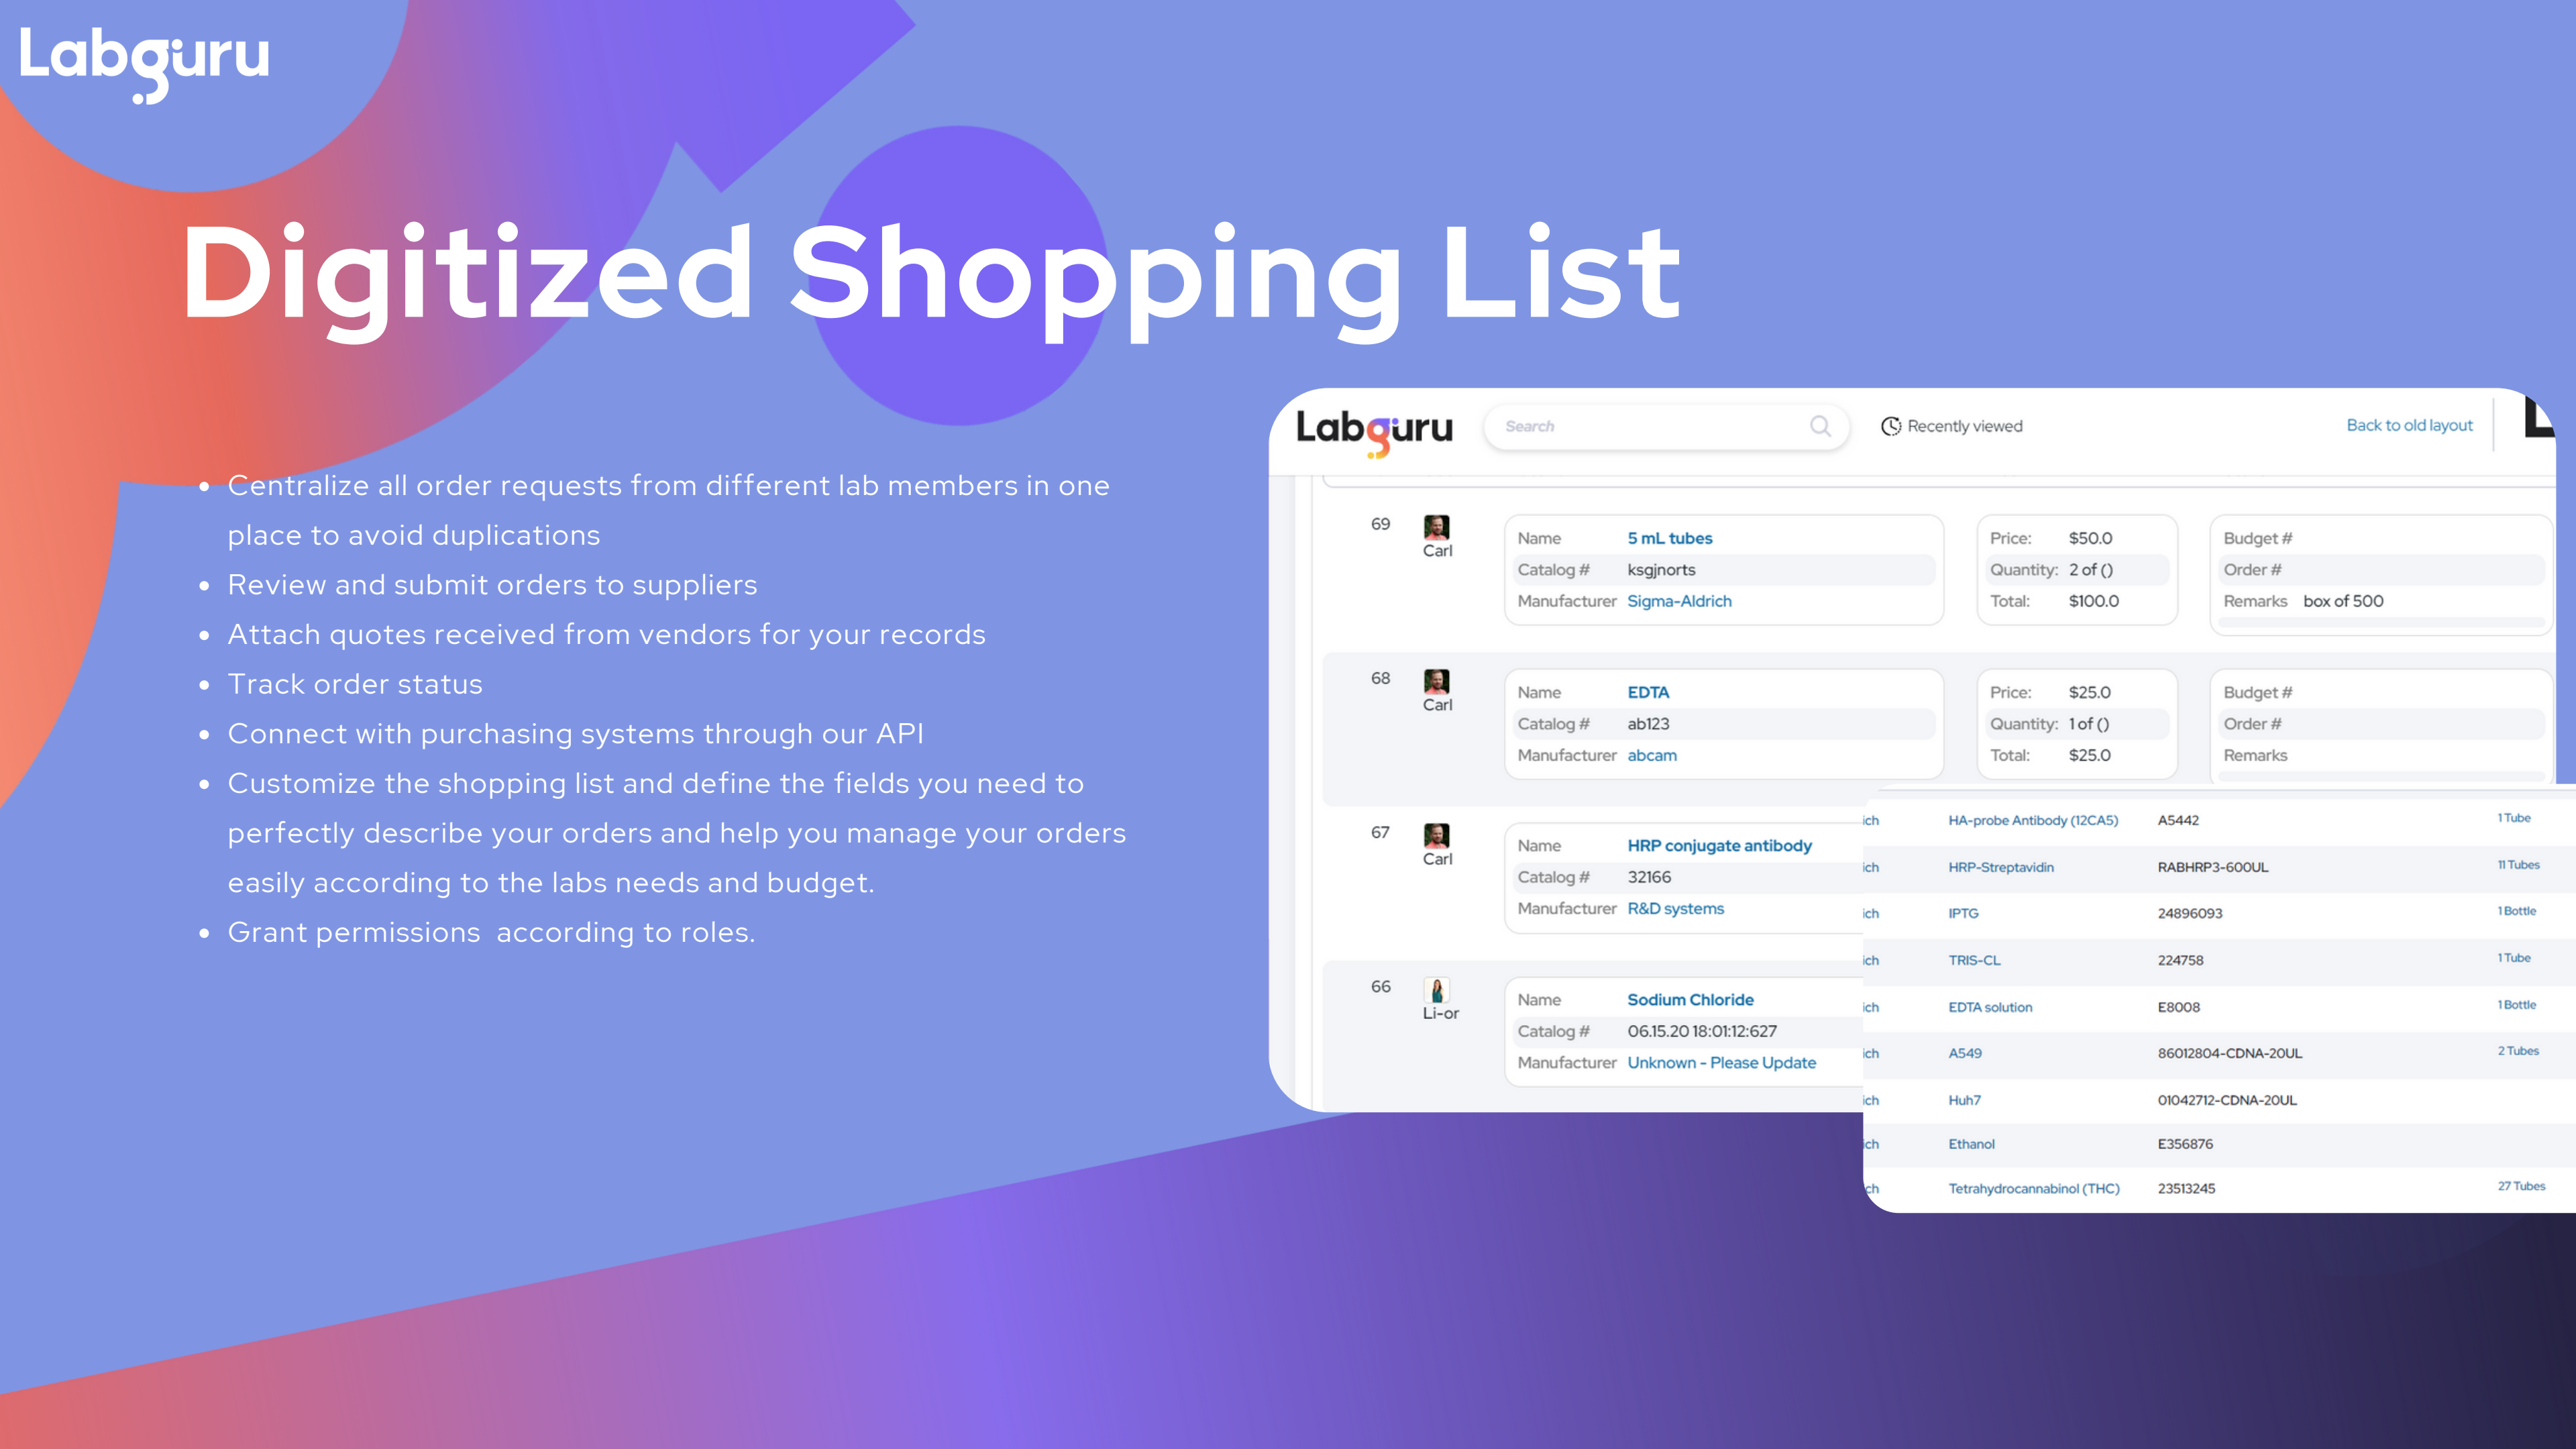 Labguru
Digitized Shopping List
• Centralize all order requests from different lab members in one
place to avoid duplications
• Review and submit orders to suppliers
• Attach quotes received from vendors for your records
• Track order status
• Connect with purchasing systems through our API
• Customize the shopping list and define the fields you need to
perfectly describe your orders and help you manage your orders
easily according to the labs needs and budget.
• Grant permissions  according to roles.
Labguru Search Recently viewed Back to old layout L
69 Carl
Name 5 mL tubes
Catalog # ksgjnorts
Manufacturer Sigma-Aldrich
Price: $50.0
Quantity: 2 of ()
Total: $100.0
Budget #
Order #
Remarks box of 500
68 Carl
Name EDTA
Catalog # ab123
Manufacturer abcam
Price: $25.0
Quantity: 1 of ()
Total: $25.0
Budget #
Order #
Remarks
67 Carl
Name HRP conjugate antibody
Catalog # 32166
Manufacturer R&D systems
66 Li-or
Name Sodium Chloride
Catalog # 06.15.20 18:01:12:627
Manufacturer Unknown - Please Update
ich HA-probe Antibody (12CA5) A5442 1 Tube
ich HRP-Streptavidin RABHRP3-600UL 11 Tubes
ich IPTG 24896093 1 Bottle
ich TRIS-CL 224758 1 Tube
ich EDTA solution E8008 1 Bottle
ich A549 86012804-CDNA-20UL 2 Tubes
ich Huh7 01042712-CDNA-20UL
ich Ethanol E356876
ch Tetrahydrocannabinol (THC) 23513245 27 Tubes